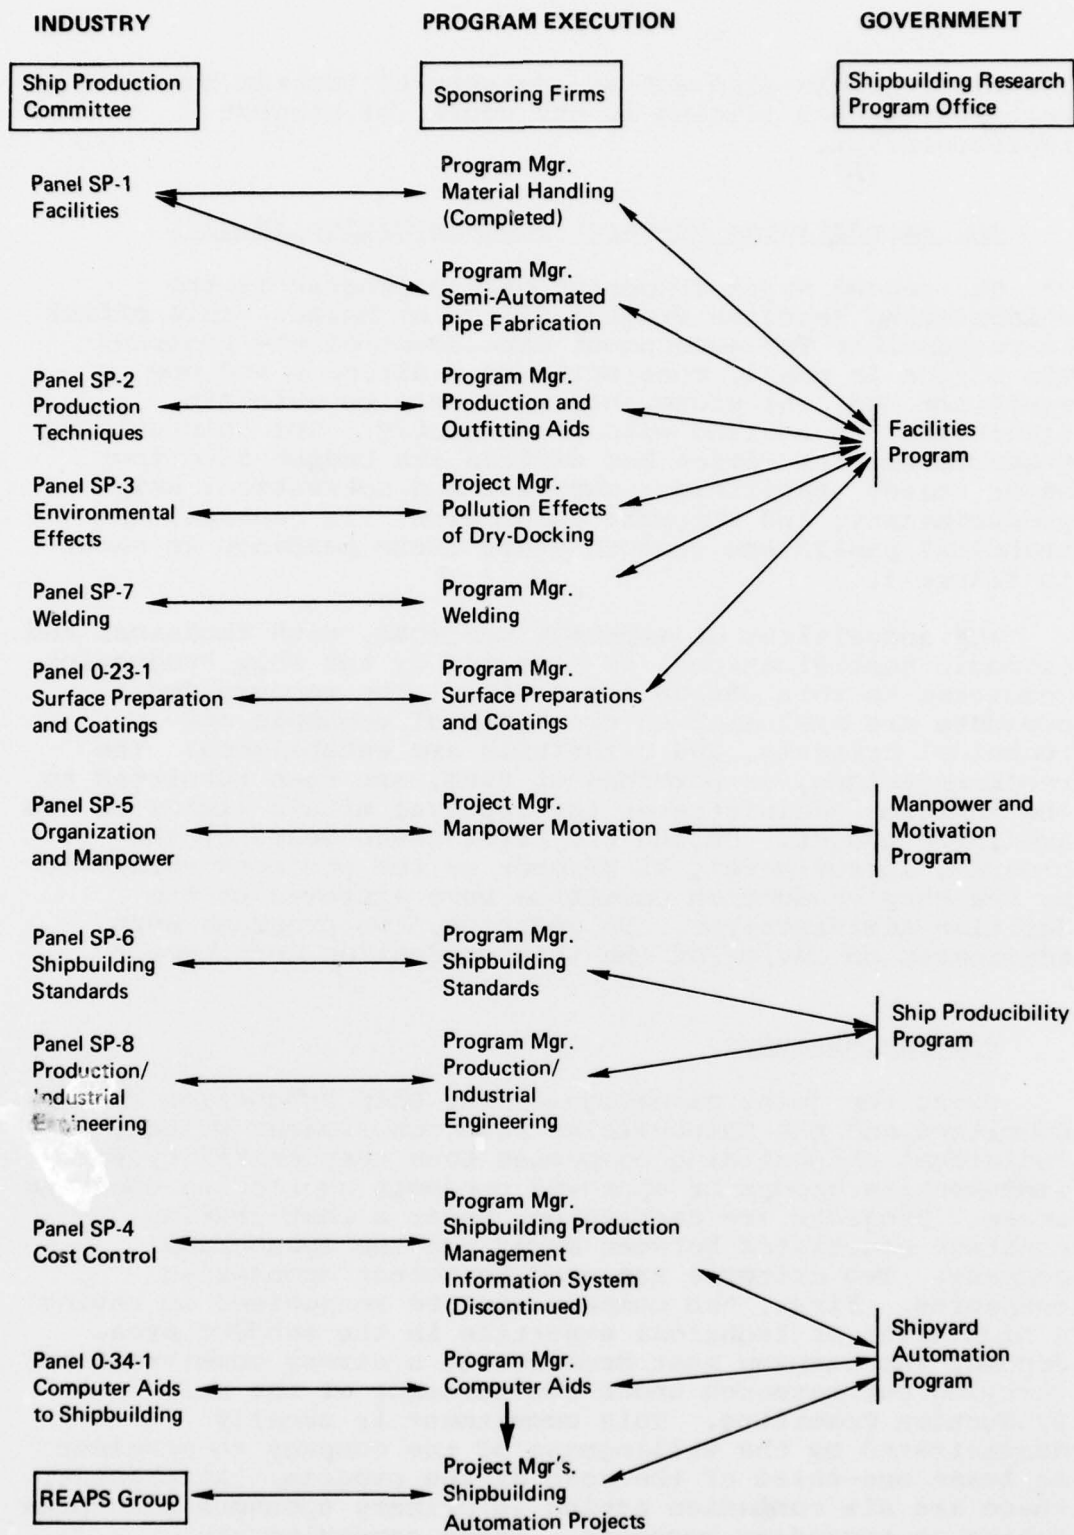 INDUSTRY
PROGRAM EXECUTION
GOVERNMENT
Ship Production
Committee
Sponsoring Firms
Shipbuilding Research
Program Office
Panel SP-1
Facilities
Program Mgr.
Material Handling
(Completed)
Program Mgr.
Semi-Automated
Pipe Fabrication
Panel SP-2
Production
Techniques
Program Mgr.
Production and
Outfitting Aids
Facilities
Program
Panel SP-3
Environmental
Effects
Project Mgr.
Pollution Effects
of Dry-Docking
Panel SP-7
Welding
Program Mgr.
Welding
Panel 0-23-1
Surface Preparation
and Coatings
Program Mgr.
Surface Preparations
and Coatings
Panel SP-5
Organization
and Manpower
Project Mgr.
Manpower Motivation
Manpower and
Motivation
Program
Panel SP-6
Shipbuilding
Standards
Program Mgr.
Shipbuilding
Standards
Ship Producibility
Program
Panel SP-8
Production/
Industrial
Engineering
Program Mgr.
Production/
Industrial
Engineering
Panel SP-4
Cost Control
Program Mgr.
Shipbuilding Production
Management
Information System
(Discontinued)
Shipyard
Automation
Program
Panel 0-34-1
Computer Aids
to Shipbuilding
Program Mgr.
Computer Aids
REAPS Group
Project Mgr's.
Shipbuilding
Automation Projects